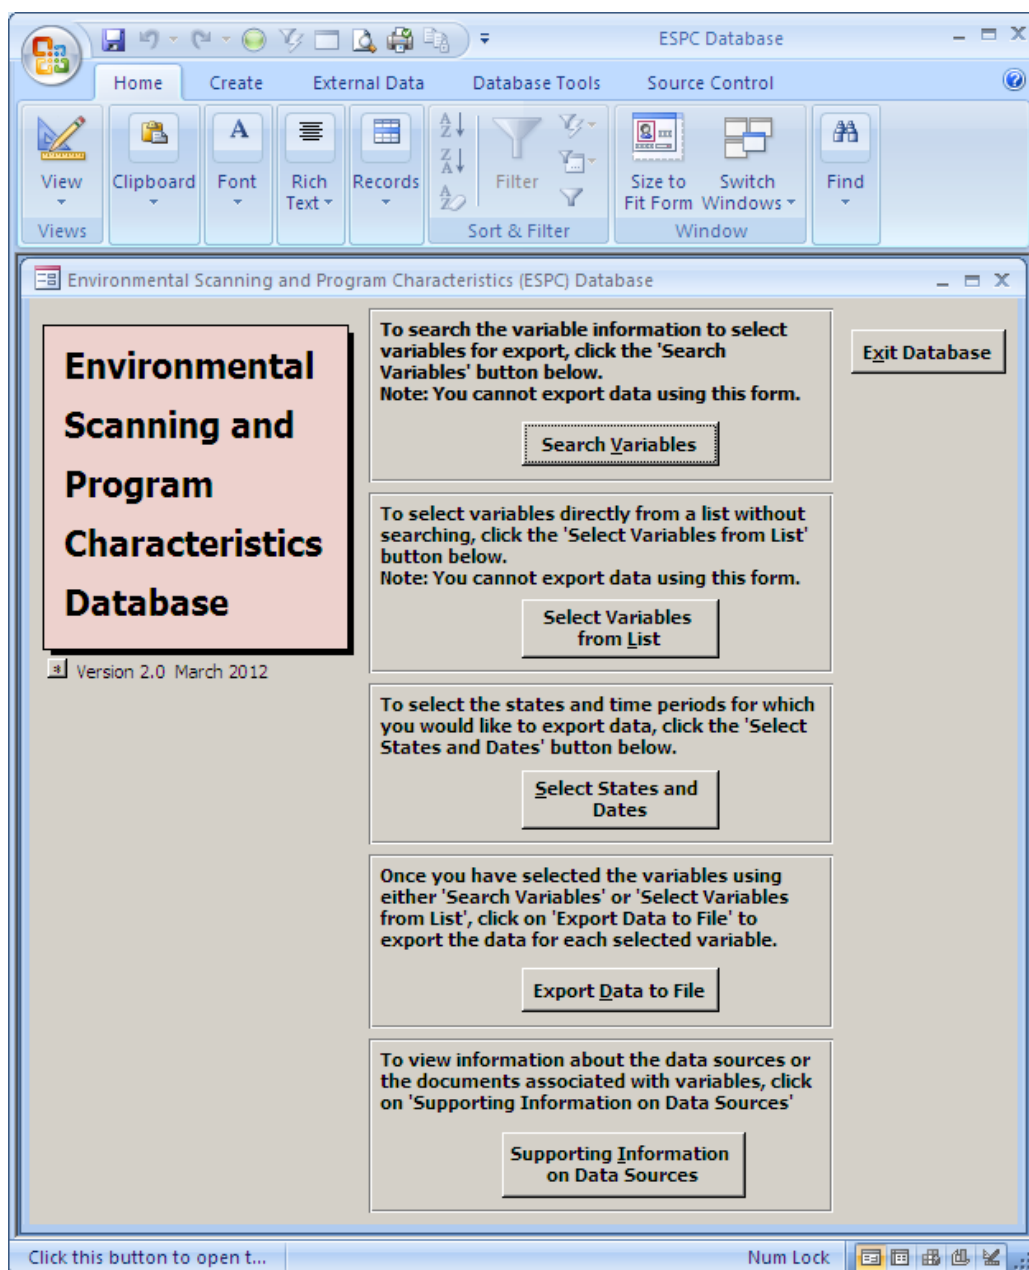 ESPC Database
Home Create External Data Database Tools Source Control
View
Clipboard
Font
Rich
Text
Records
Filter
Size to
Fit Form
Switch
Windows
Find
Views
Sort & Filter
Window
Environmental Scanning and Program Characteristics (ESPC) Database
Environmental
Scanning and
Program
Characteristics
Database
Version 2.0 March 2012
To search the variable information to select
variables for export, click the 'Search
Variables' button below.
Note: You cannot export data using this form.
Search Variables
To select variables directly from a list without
searching, click the 'Select Variables from List'
button below.
Note: You cannot export data using this form.
Select Variables
from List
To select the states and time periods for which
you would like to export data, click the 'Select
States and Dates' button below.
Select States and
Dates
Once you have selected the variables using
either 'Search Variables' or 'Select Variables
from List', click on 'Export Data to File' to
export the data for each selected variable.
Export Data to File
To view information about the data sources or
the documents associated with variables, click
on 'Supporting Information on Data Sources'
Supporting Information
on Data Sources
Exit Database
Click this button to open t...
Num Lock